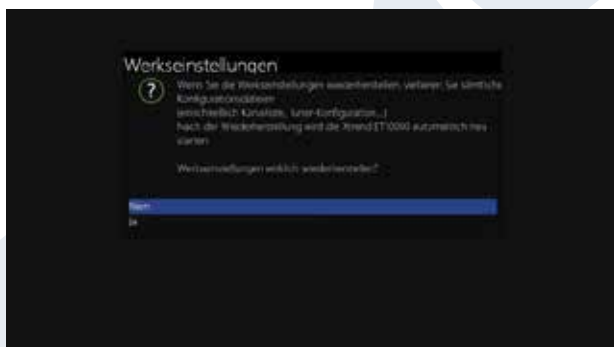 Werkseinstellungen
Wenn Sie die Werkseinstellungen wiederherstellen, verlieren Sie sämtliche
Konfigurationsdateien
(einschließlich Kanalliste, Tuner-Konfiguration...)
Nach der Wiederherstellung wird die Xtrend ET10000 automatisch neu
starten
Werkseinstellungen wirklich wiederherstellen?
Nein
Ja